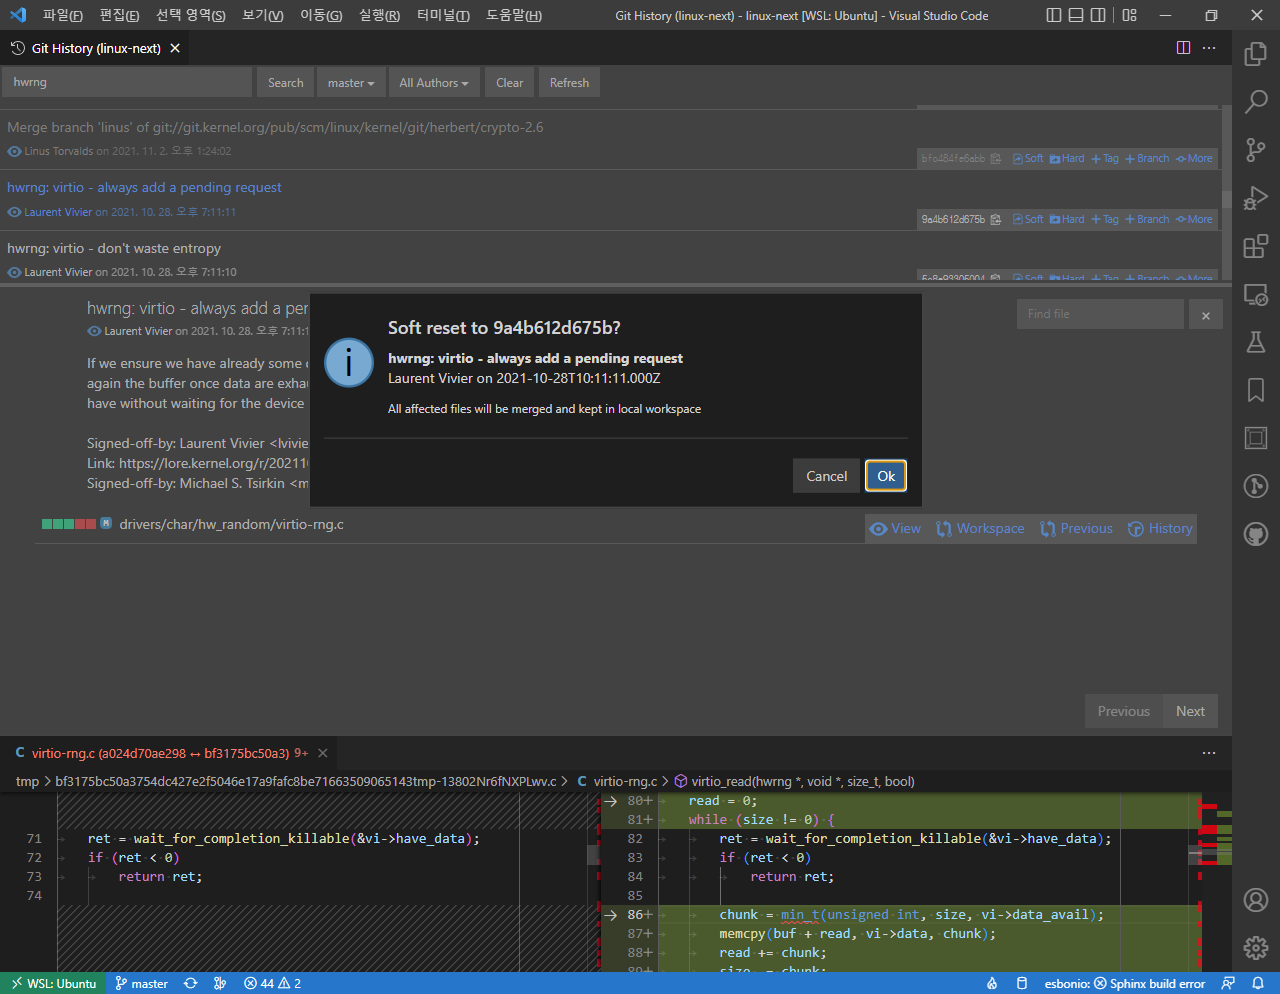 파일(F) 편집(E) 선택 영역(S) 보기(V) 이동(G) 실행(R) 터미널(T) 도움말(H) Git History (linux-next) - linux-next [WSL: Ubuntu] - Visual Studio Code
Git History (linux-next)
hwrng Search master All Authors Clear Refresh
Merge branch 'linus' of git://git.kernel.org/pub/scm/linux/kernel/git/herbert/crypto-2.6
Linus Torvalds on 2021. 11. 2. 오후 1:24:02
bfc484fe6abb Soft Hard Tag Branch More
hwrng: virtio - always add a pending request
Laurent Vivier on 2021. 10. 28. 오후 7:11:11
9a4b612d675b Soft Hard Tag Branch More
hwrng: virtio - don't waste entropy
Laurent Vivier on 2021. 10. 28. 오후 7:11:10
5c8e93305004 Soft Hard Tag Branch More
hwrng: virtio - always add a per
Laurent Vivier on 2021. 10. 28. 오후 7:11:1
Find file ×
If we ensure we have already some
again the buffer once data are exhau
have without waiting for the device
Signed-off-by: Laurent Vivier <lvivie
Link: https://lore.kernel.org/r/20211
Signed-off-by: Michael S. Tsirkin <m
Soft reset to 9a4b612d675b?
hwrng: virtio - always add a pending request
Laurent Vivier on 2021-10-28T10:11:11.000Z
All affected files will be merged and kept in local workspace
Cancel Ok
M drivers/char/hw_random/virtio-rng.c View Workspace Previous History
Previous Next
C virtio-rng.c (a024d70ae298 ↔ bf3175bc50a3) 9+
tmp > bf3175bc50a3754dc427e2f5046e17a9fafc8be71663509065143tmp-13802Nr6fNXPLwv.c > C virtio-rng.c > virtio_read(hwrng *, void *, size_t, bool)
80+ read = 0;
81+ while (size != 0) {
71 ret = wait_for_completion_killable(&vi->have_data); 82 ret = wait_for_completion_killable(&vi->have_data);
72 if (ret < 0) 83 if (ret < 0)
73 return ret; 84 return ret;
74 85
86+ chunk = min_t(unsigned int, size, vi->data_avail);
87+ memcpy(buf + read, vi->data, chunk);
88+ read += chunk;
89+ size -= chunk;
WSL: Ubuntu master 44 2 esbonio: Sphinx build error